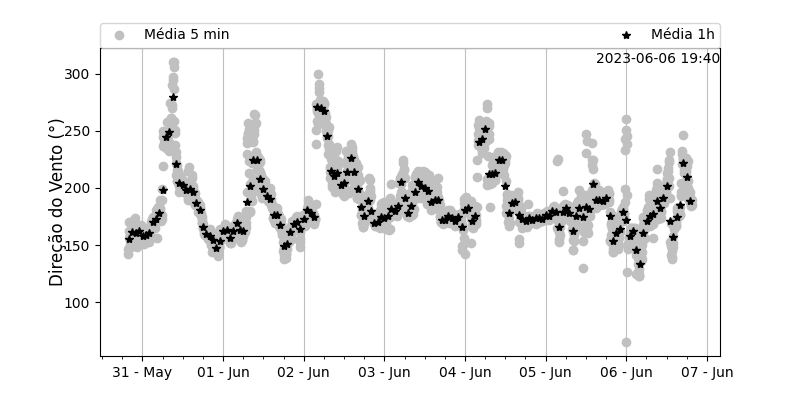 Média 5 min
Média 1h
2023-06-06 19:40
Direção do Vento (°)
300
250
200
150
100
31 - May
01 - Jun
02 - Jun
03 - Jun
04 - Jun
05 - Jun
06 - Jun
07 - Jun